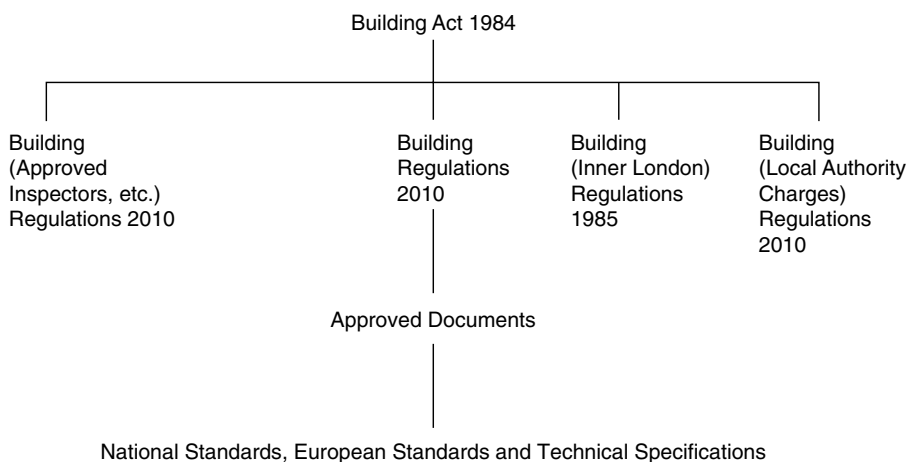 Building Act 1984
Building
(Approved
Inspectors, etc.)
Regulations 2010
Building
Regulations
2010
Building
(Inner London)
Regulations
1985
Building
(Local Authority
Charges)
Regulations
2010
Approved Documents
National Standards, European Standards and Technical Specifications